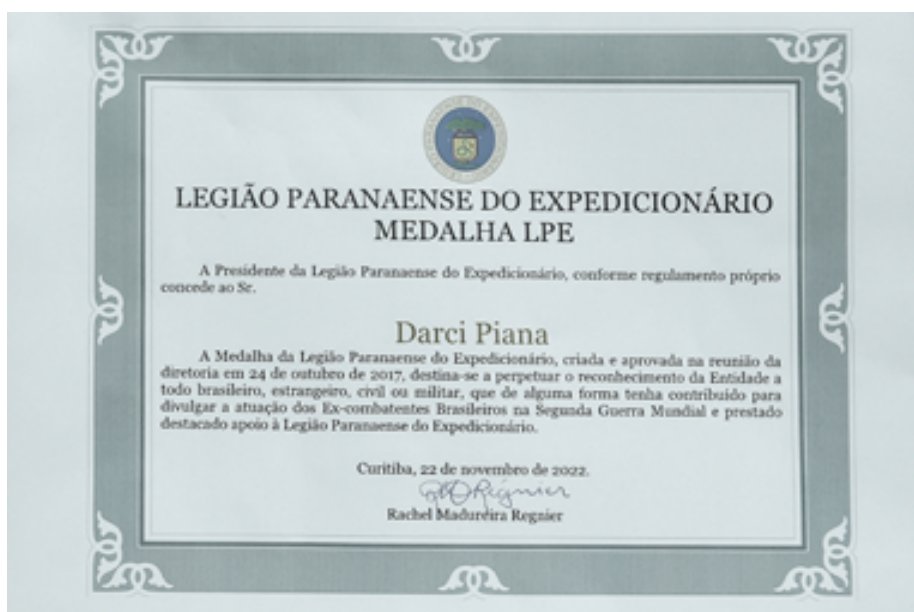 LEGIÃO PARANAENSE DO EXPEDICIONÁRIO
MEDALHA LPE
A Presidente da Legião Paranaense do Expedicionário, conforme regulamento próprio
concede ao Sr.
Darci Piana
A Medalha da Legião Paranaense do Expedicionário, criada e aprovada na reunião da
diretoria em 24 de outubro de 2017, destina-se a perpetuar o reconhecimento da Entidade a
todo brasileiro, estrangeiro, civil ou militar, que de alguma forma tenha contribuído para
divulgar a atuação dos Ex-combatentes Brasileiros na Segunda Guerra Mundial e prestado
destacado apoio à Legião Paranaense do Expedicionário.
Curitiba, 22 de novembro de 2022.
Rachel Madureira Regnier